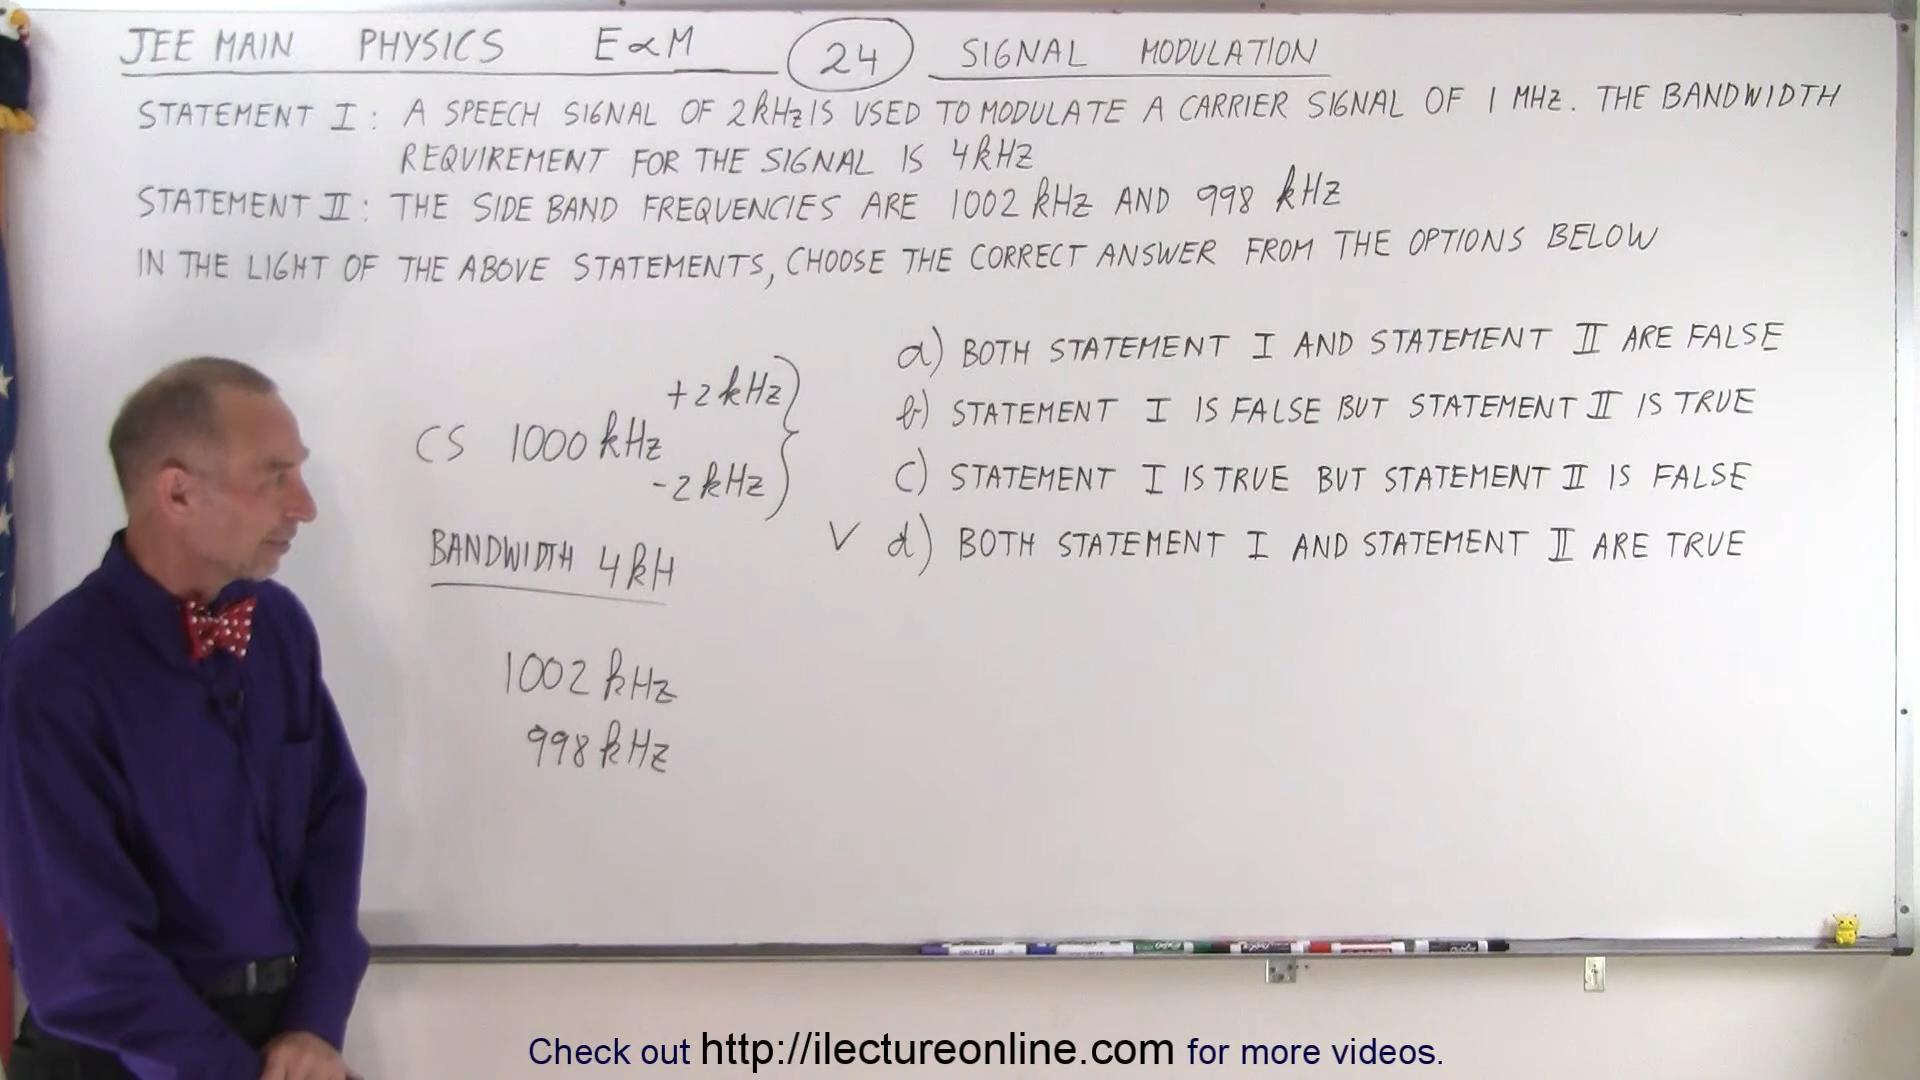 JEE MAIN PHYSICS E∝M 24 SIGNAL MODULATION
STATEMENT I: A SPEECH SIGNAL OF 2kHz IS USED TO MODULATE A CARRIER SIGNAL OF 1 MHz. THE BANDWIDTH
REQUIREMENT FOR THE SIGNAL IS 4kHz
STATEMENT II: THE SIDE BAND FREQUENCIES ARE 1002 kHz AND 998 kHz
IN THE LIGHT OF THE ABOVE STATEMENTS, CHOOSE THE CORRECT ANSWER FROM THE OPTIONS BELOW
+2kHz
CS 1000 kHz
-2kHz
BANDWIDTH 4kH
1002 kHz
998 kHz
a) BOTH STATEMENT I AND STATEMENT II ARE FALSE
b) STATEMENT I IS FALSE BUT STATEMENT II IS TRUE
c) STATEMENT I IS TRUE BUT STATEMENT II IS FALSE
V d) BOTH STATEMENT I AND STATEMENT II ARE TRUE
Check out http://ilectureonline.com for more videos.